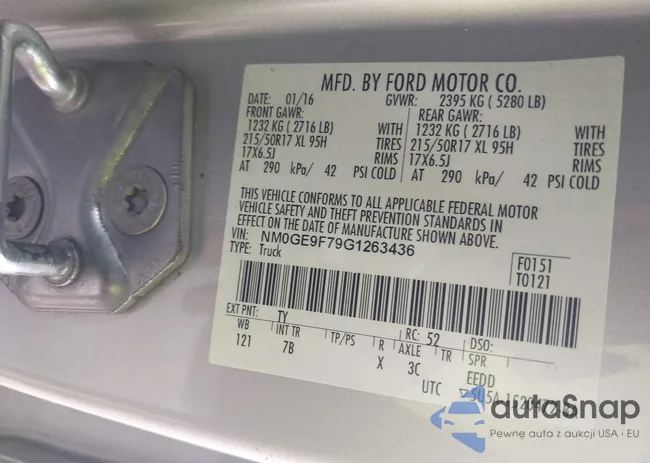 MFD. BY FORD MOTOR CO.
DATE: 01/16 GVWR: 2395 KG ( 5280 LB)
FRONT GAWR: REAR GAWR:
1232 KG ( 2716 LB) WITH 1232 KG ( 2716 LB) WITH
215/50R17 XL 95H TIRES 215/50R17 XL 95H TIRES
17X6.5J RIMS 17X6.5J RIMS
AT 290 kPa/ 42 PSI COLD AT 290 kPa/ 42 PSI COLD
THIS VEHICLE CONFORMS TO ALL APPLICABLE FEDERAL MOTOR
VEHICLE SAFETY AND THEFT PREVENTION STANDARDS IN
EFFECT ON THE DATE OF MANUFACTURE SHOWN ABOVE.
VIN: NM0GE9F79G1263436
TYPE: Truck
F0151
T0121
EXT PNT: TY RC: 52 DSO:
WB INT TR TP/PS R AXLE TR SPR
121 7B X 3C EEDD
UTC
autaSnap
Pewne auta z aukcji USA i EU